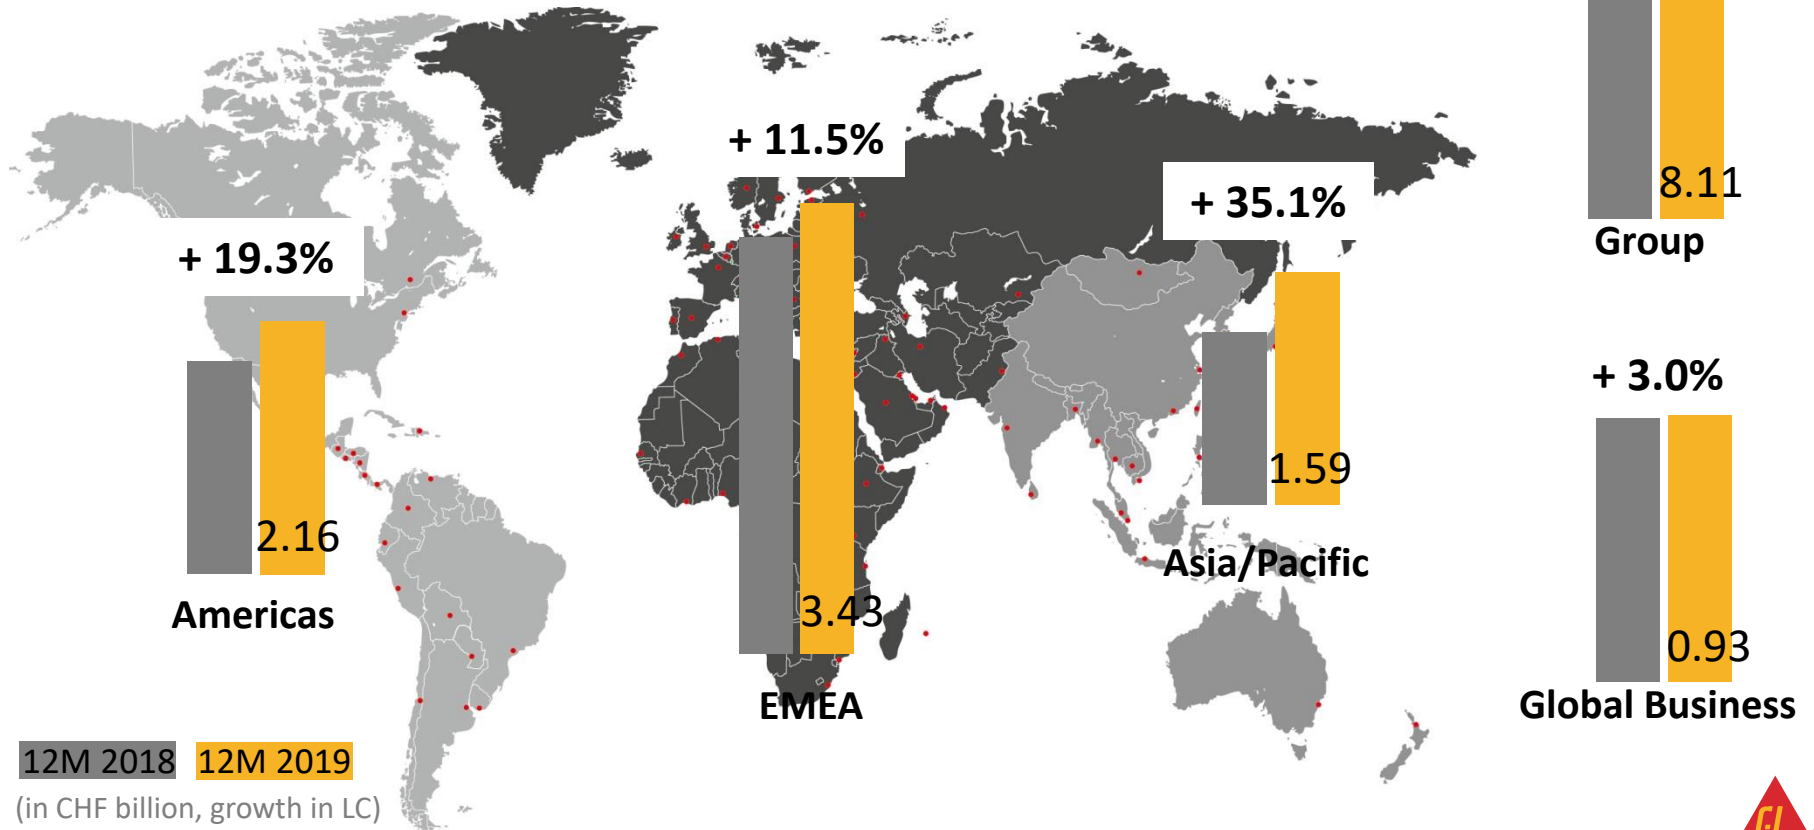 + 11.5%
+ 35.1%
8.11
Group
+ 19.3%
+ 3.0%
1.59
2.16
Asia/Pacific
Americas
3.43
0.93
EMEA
Global Business
12M 2018 12M 2019
(in CHF billion, growth in LC)